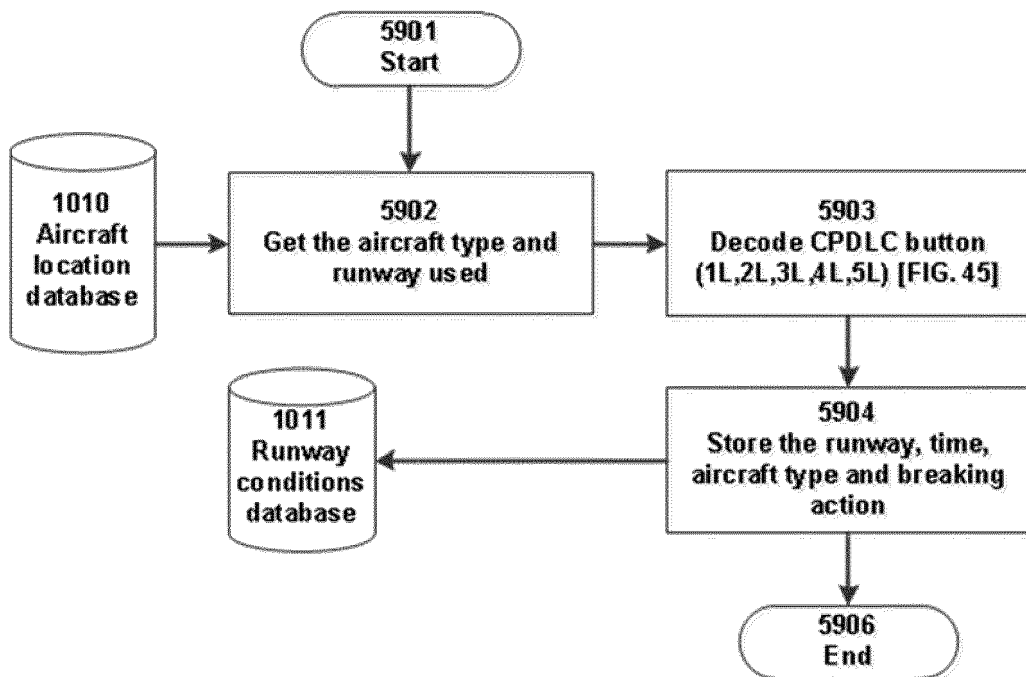 5901
Start
1010
Aircraft
location
database
5902
Get the aircraft type and
runway used
5903
Decode CPDLC button
(1L,2L,3L,4L,5L) [FIG. 45]
1011
Runway
conditions
database
5904
Store the runway, time,
aircraft type and breaking
action
5906
End